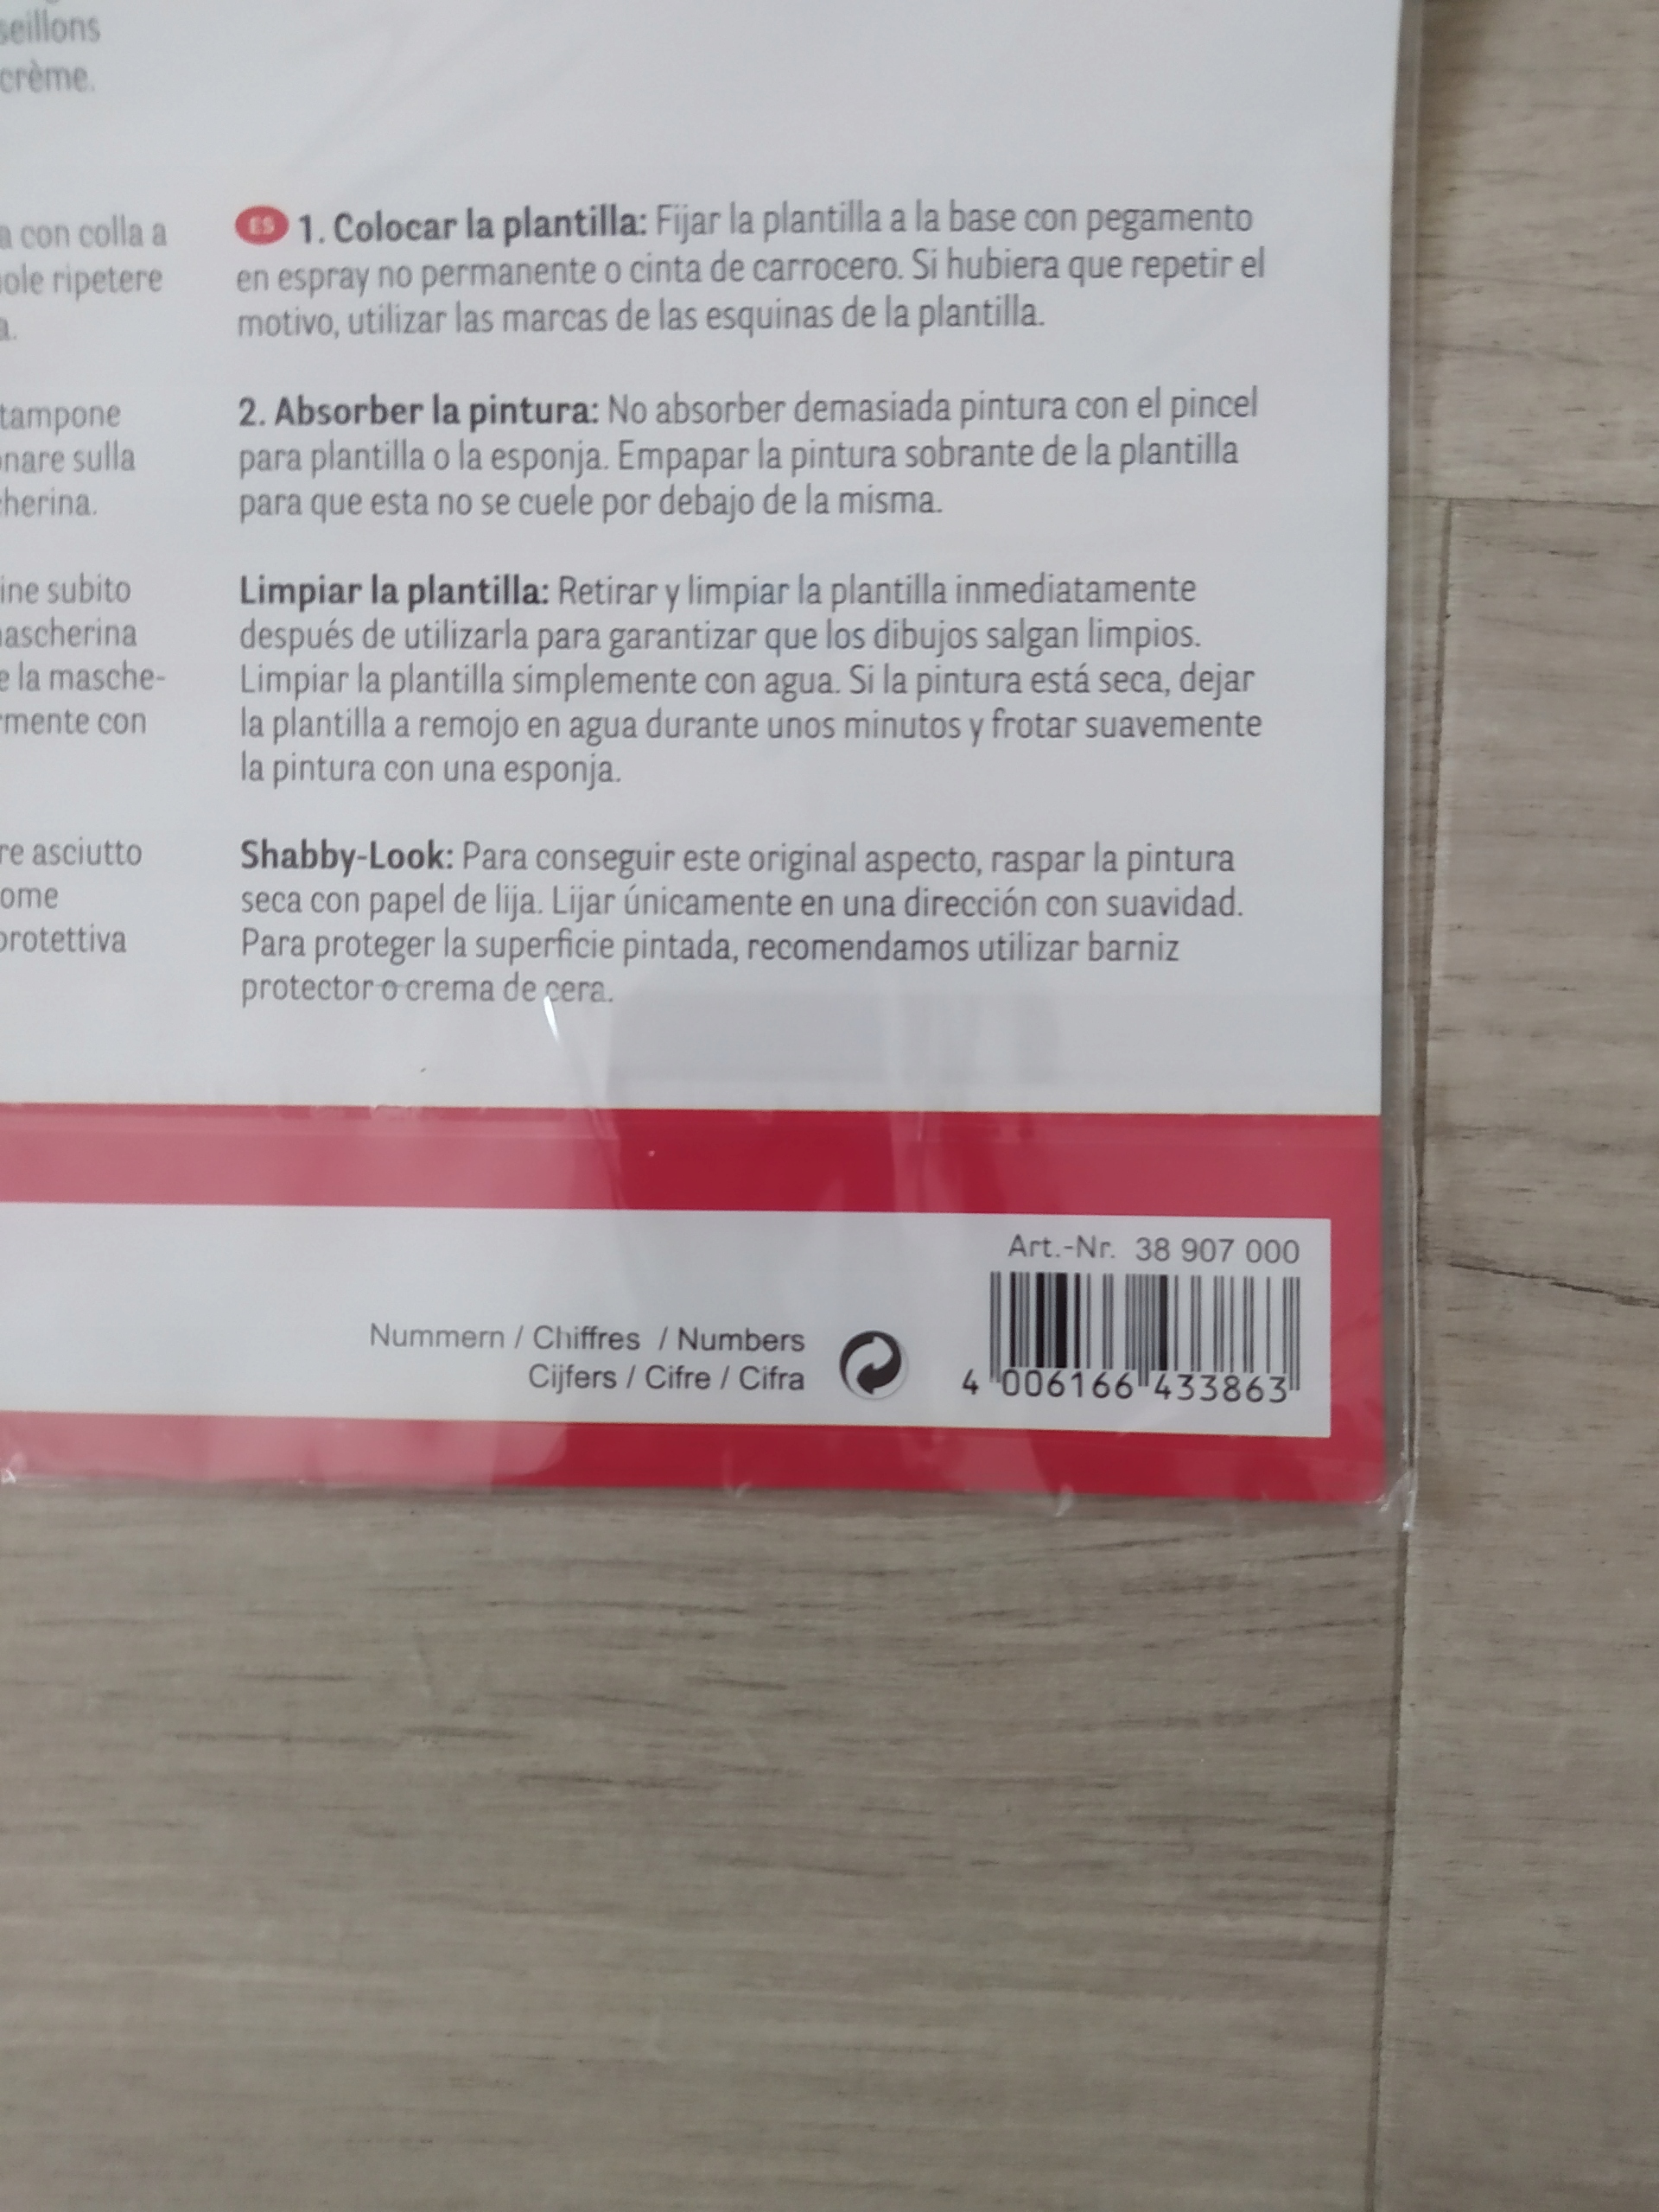 seillons
crème.
a con colla a
ole ripetere
a.
tampone
nare sulla
cherina.
ine subito
ascherina
e la masche-
rmente con
re asciutto
ome
protettiva
ES 1. Colocar la plantilla: Fijar la plantilla a la base con pegamento
en espray no permanente o cinta de carrocero. Si hubiera que repetir el
motivo, utilizar las marcas de las esquinas de la plantilla.
2. Absorber la pintura: No absorber demasiada pintura con el pincel
para plantilla o la esponja. Empapar la pintura sobrante de la plantilla
para que esta no se cuele por debajo de la misma.
Limpiar la plantilla: Retirar y limpiar la plantilla inmediatamente
después de utilizarla para garantizar que los dibujos salgan limpios.
Limpiar la plantilla simplemente con agua. Si la pintura está seca, dejar
la plantilla a remojo en agua durante unos minutos y frotar suavemente
la pintura con una esponja.
Shabby-Look: Para conseguir este original aspecto, raspar la pintura
seca con papel de lija. Lijar únicamente en una dirección con suavidad.
Para proteger la superficie pintada, recomendamos utilizar barniz
protector o crema de cera.
Art.-Nr. 38 907 000
Nummern / Chiffres / Numbers
Cijfers / Cifre / Cifra
4 006166 433863